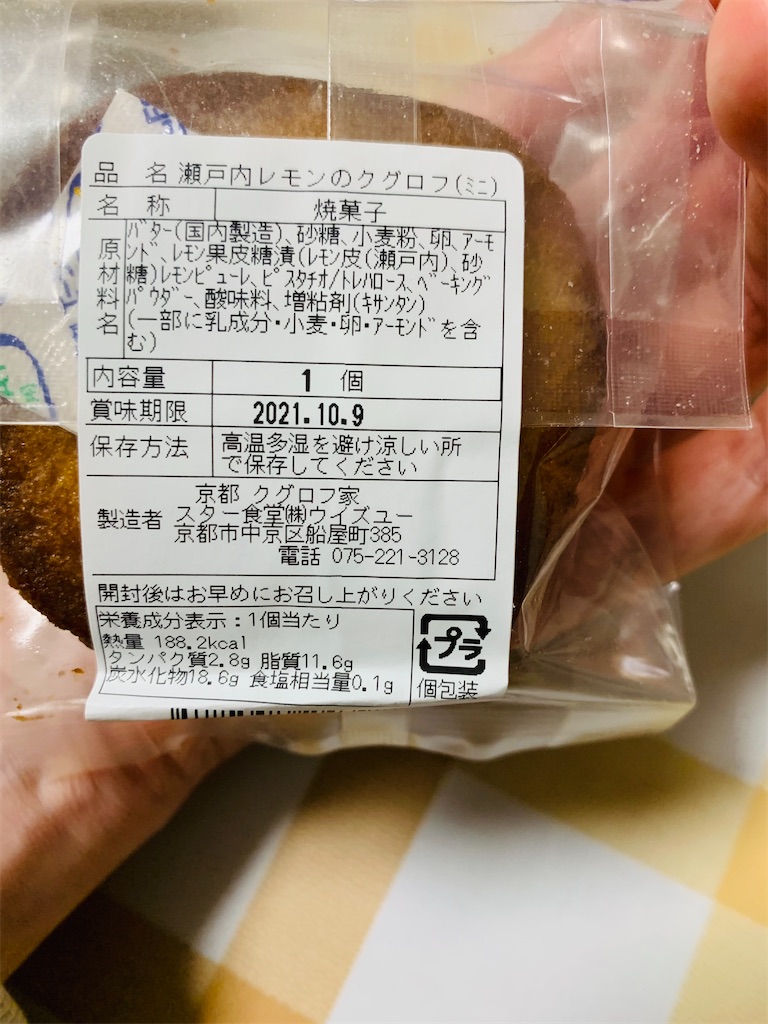 品名 瀬戸内レモンのクグロフ(ミニ)
名称 焼菓子
原材料名
バター(国内製造)、砂糖、小麦粉、卵、アーモ
ンド、レモン果皮糖漬(レモン皮(瀬戸内)、砂
糖)レモンピューレ、ピスタチオ/トレハロース、ベーキング
パウダー、酸味料、増粘剤(キサンタン)
(一部に乳成分・小麦・卵・アーモンドを含
む)
内容量 1 個
賞味期限 2021.10.9
保存方法 高温多湿を避け涼しい所
で保存してください
京都 クグロフ家
製造者 スター食堂㈱ウイズユー
京都市中京区船屋町385
電話 075-221-3128
開封後はお早めにお召し上がりください
栄養成分表示:1個当たり
熱量 188.2kcal
タンパク質2.8g 脂質11.6g
炭水化物18.6g 食塩相当量0.1g
プラ
個包装